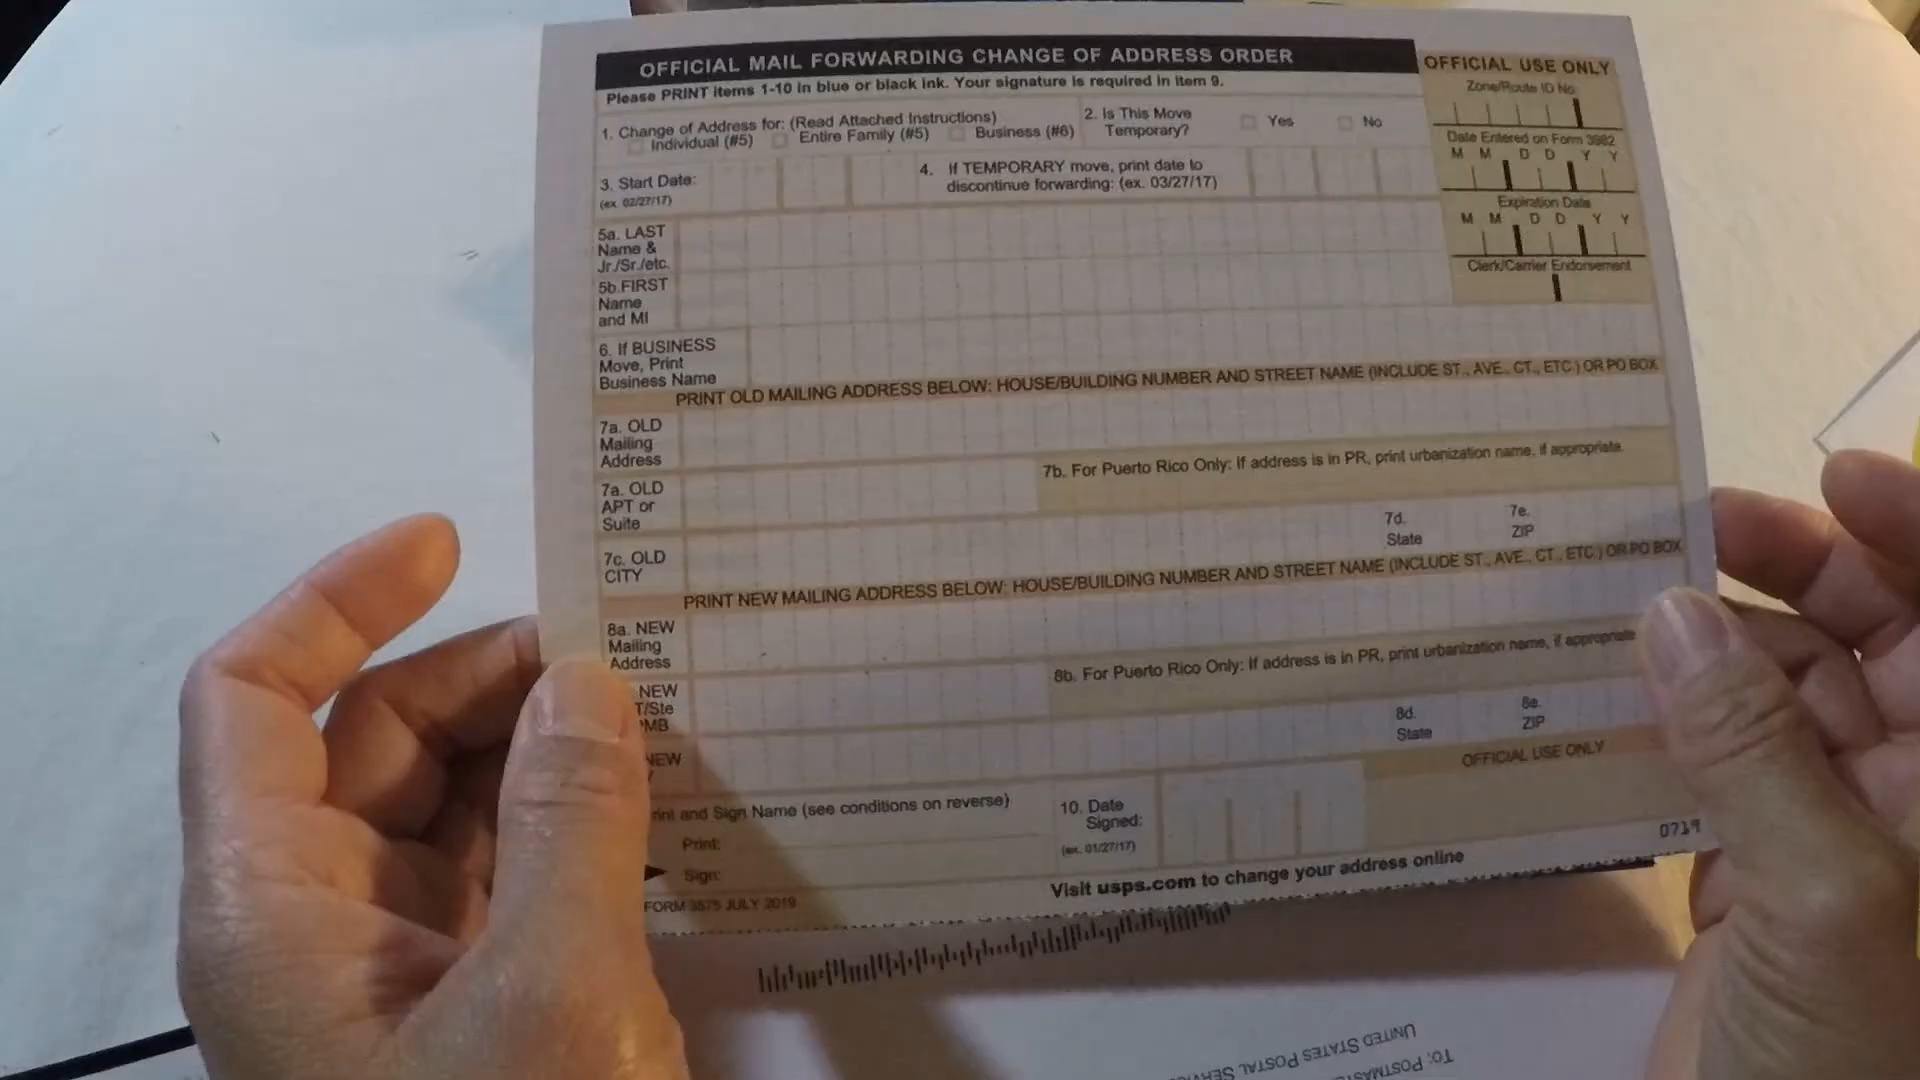 OFFICIAL MAIL FORWARDING CHANGE OF ADDRESS ORDER
Please PRINT items 1-10 in blue or black ink. Your signature is required in item 9.
OFFICIAL USE ONLY
Zone/Route ID No.
1. Change of Address for: (Read Attached Instructions)
Individual (#5) Entire Family (#5) Business (#6)
2. Is This Move
Temporary?
Yes No
Date Entered on Form 3982
M M D D Y Y
3. Start Date:
(ex. 02/27/17)
4. If TEMPORARY move, print date to
discontinue forwarding: (ex. 03/27/17)
Expiration Date
M M D D Y Y
Clerk/Carrier Endorsement
5a. LAST
Name &
Jr./Sr./etc.
5b.FIRST
Name
and MI
6. If BUSINESS
Move, Print
Business Name
PRINT OLD MAILING ADDRESS BELOW: HOUSE/BUILDING NUMBER AND STREET NAME (INCLUDE ST., AVE., CT., ETC.) OR PO BOX
7a. OLD
Mailing
Address
7a. OLD
APT or
Suite
7b. For Puerto Rico Only: If address is in PR, print urbanization name, if appropriate.
7c. OLD
CITY
7d.
State
7e.
ZIP
PRINT NEW MAILING ADDRESS BELOW: HOUSE/BUILDING NUMBER AND STREET NAME (INCLUDE ST., AVE., CT., ETC.) OR PO BOX
8a. NEW
Mailing
Address
NEW
T/Ste
PMB
8b. For Puerto Rico Only: If address is in PR, print urbanization name, if appropriate
NEW
8d.
State
8e.
ZIP
rint and Sign Name (see conditions on reverse)
Print:
Sign:
10. Date
Signed:
(ex. 01/27/17)
OFFICIAL USE ONLY
0719
FORM 3575 JULY 2019
Visit usps.com to change your address online
UNITED STATES POSTAL SERV
TO: POSTMAST